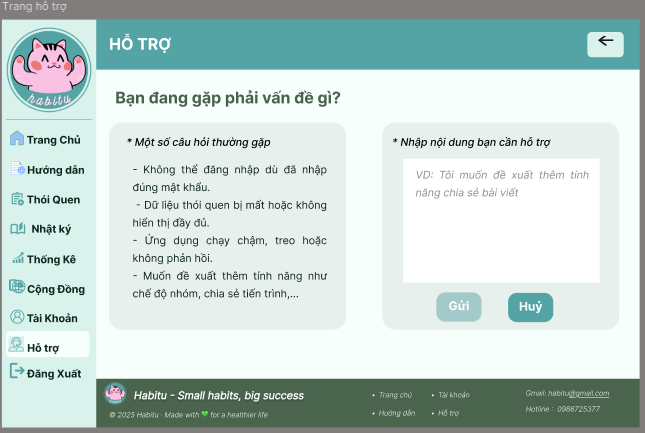 Trang hỗ trợ
habitu
HỖ TRỢ
Trang Chủ
Hướng dẫn
Thói Quen
Nhật ký
Thống Kê
Cộng Đồng
Tài Khoản
Hỗ trợ
Đăng Xuất
Bạn đang gặp phải vấn đề gì?
* Một số câu hỏi thường gặp
- Không thể đăng nhập dù đã nhập
đúng mật khẩu.
- Dữ liệu thói quen bị mất hoặc không
hiển thị đầy đủ.
- Ứng dụng chạy chậm, treo hoặc
không phản hồi.
- Muốn đề xuất thêm tính năng như
chế độ nhóm, chia sẻ tiến trình,...
* Nhập nội dung bạn cần hỗ trợ
VD: Tôi muốn đề xuất thêm tính
năng chia sẻ bài viết
Gửi
Huỷ
Habitu - Small habits, big success
© 2025 Habitu · Made with 💚 for a healthier life
• Trang chủ
• Tài khoản
• Hướng dẫn
• Hỗ trợ
Gmail: habitu@gmail.com
Hotline : 0986725377